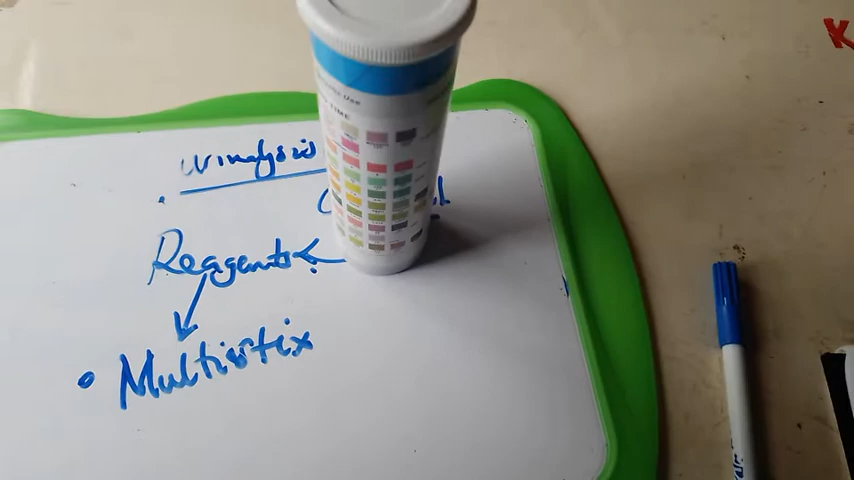 Urinalysis
Reagents
• Multistix
K